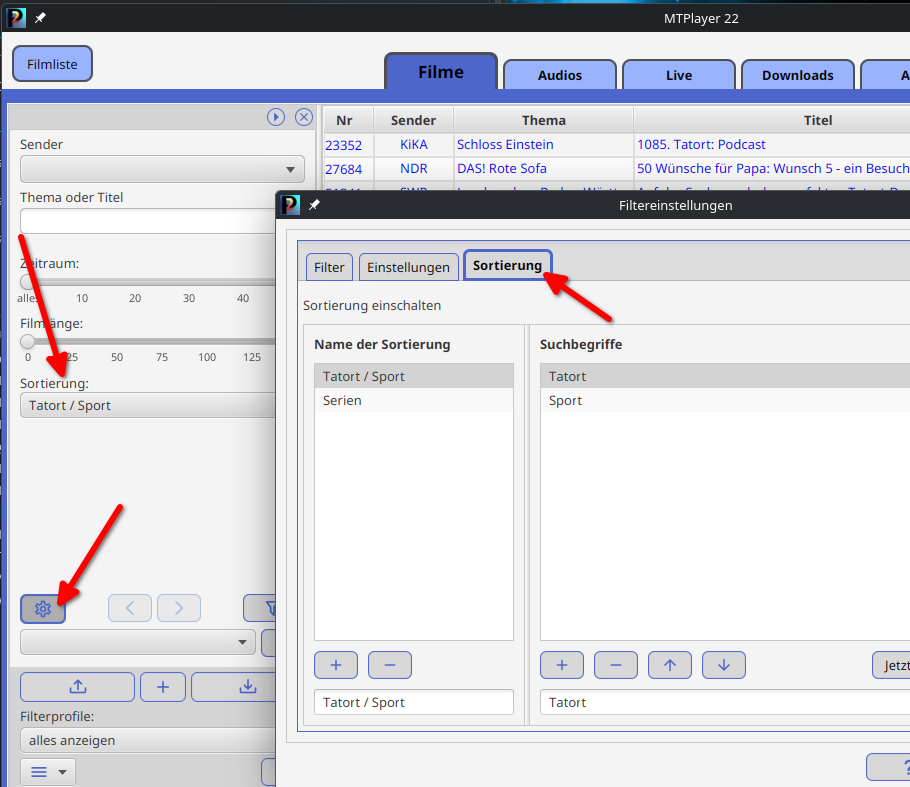 MTPlayer 22
Filmliste
Filme
Audios
Live
Downloads
A
Sender
Thema oder Titel
Zeitraum:
alles 10 20 30 40
Filmlänge:
0 25 50 75 100 125
Sortierung:
Tatort / Sport
Filterprofile:
alles anzeigen
Nr Sender Thema Titel
23352 KiKA Schloss Einstein 1085. Tatort: Podcast
27684 NDR DAS! Rote Sofa 50 Wünsche für Papa: Wunsch 5 - ein Besuch
Filtereinstellungen
Filter
Einstellungen
Sortierung
Sortierung einschalten
Name der Sortierung
Tatort / Sport
Serien
Tatort / Sport
Suchbegriffe
Tatort
Sport
Jetzt
Tatort
?